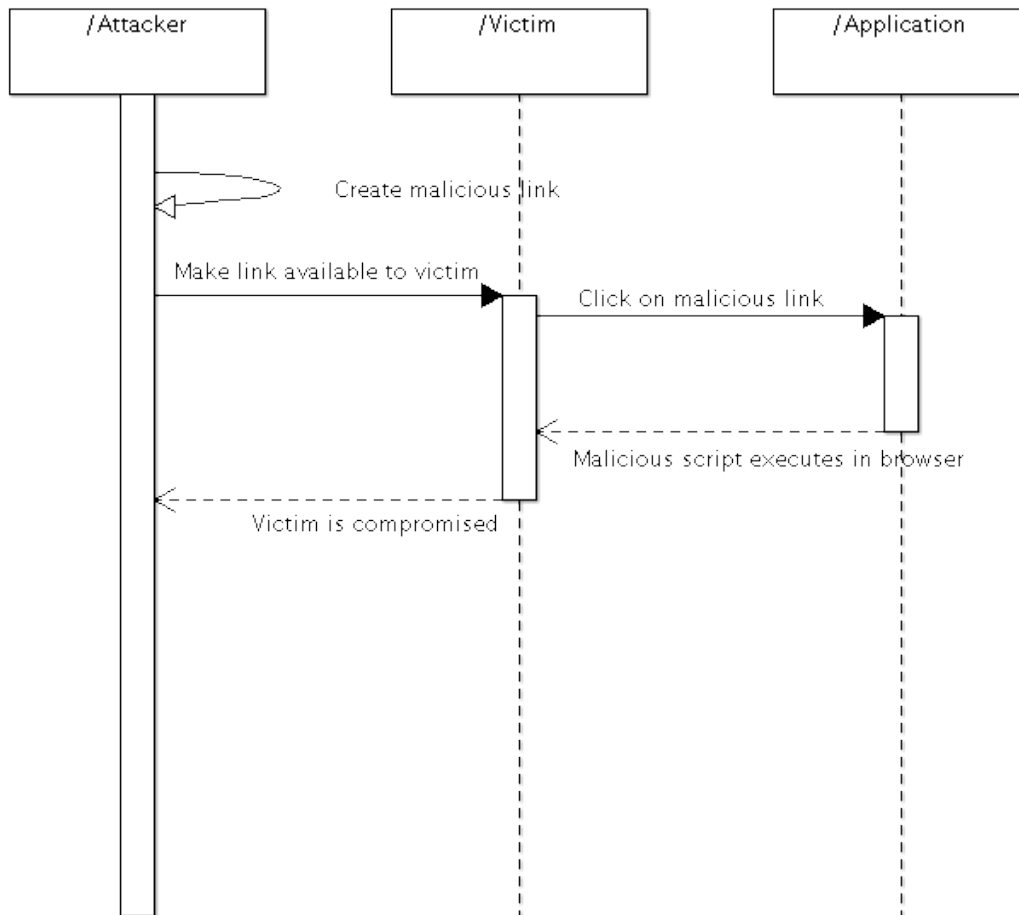 /Attacker
/Victim
/Application
Create malicious link
Make link available to victim
Click on malicious link
Malicious script executes in browser
Victim is compromised